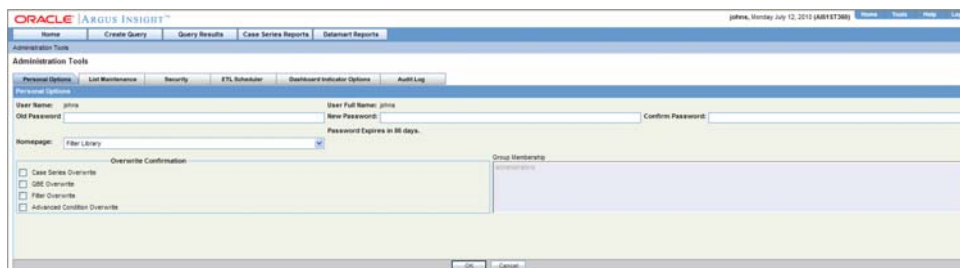 ORACLE ARGUS INSIGHT™
johns, Monday July 12, 2010 (AI61ST360)
Home Tools Help
Home Create Query Query Results Case Series Reports Datamart Reports
Administration Tools
Administration Tools
Personal Options List Maintenance Security ETL Scheduler Dashboard Indicator Options Audit Log
Personal Options
User Name: johns User Full Name: johns
Old Password New Password: Confirm Password:
Password Expires in 86 days.
Homepage: Filter Library
Overwrite Confirmation
Group Membership
Case Series Overwrite
QBE Overwrite
Filter Overwrite
Advanced Condition Overwrite
OK Cancel